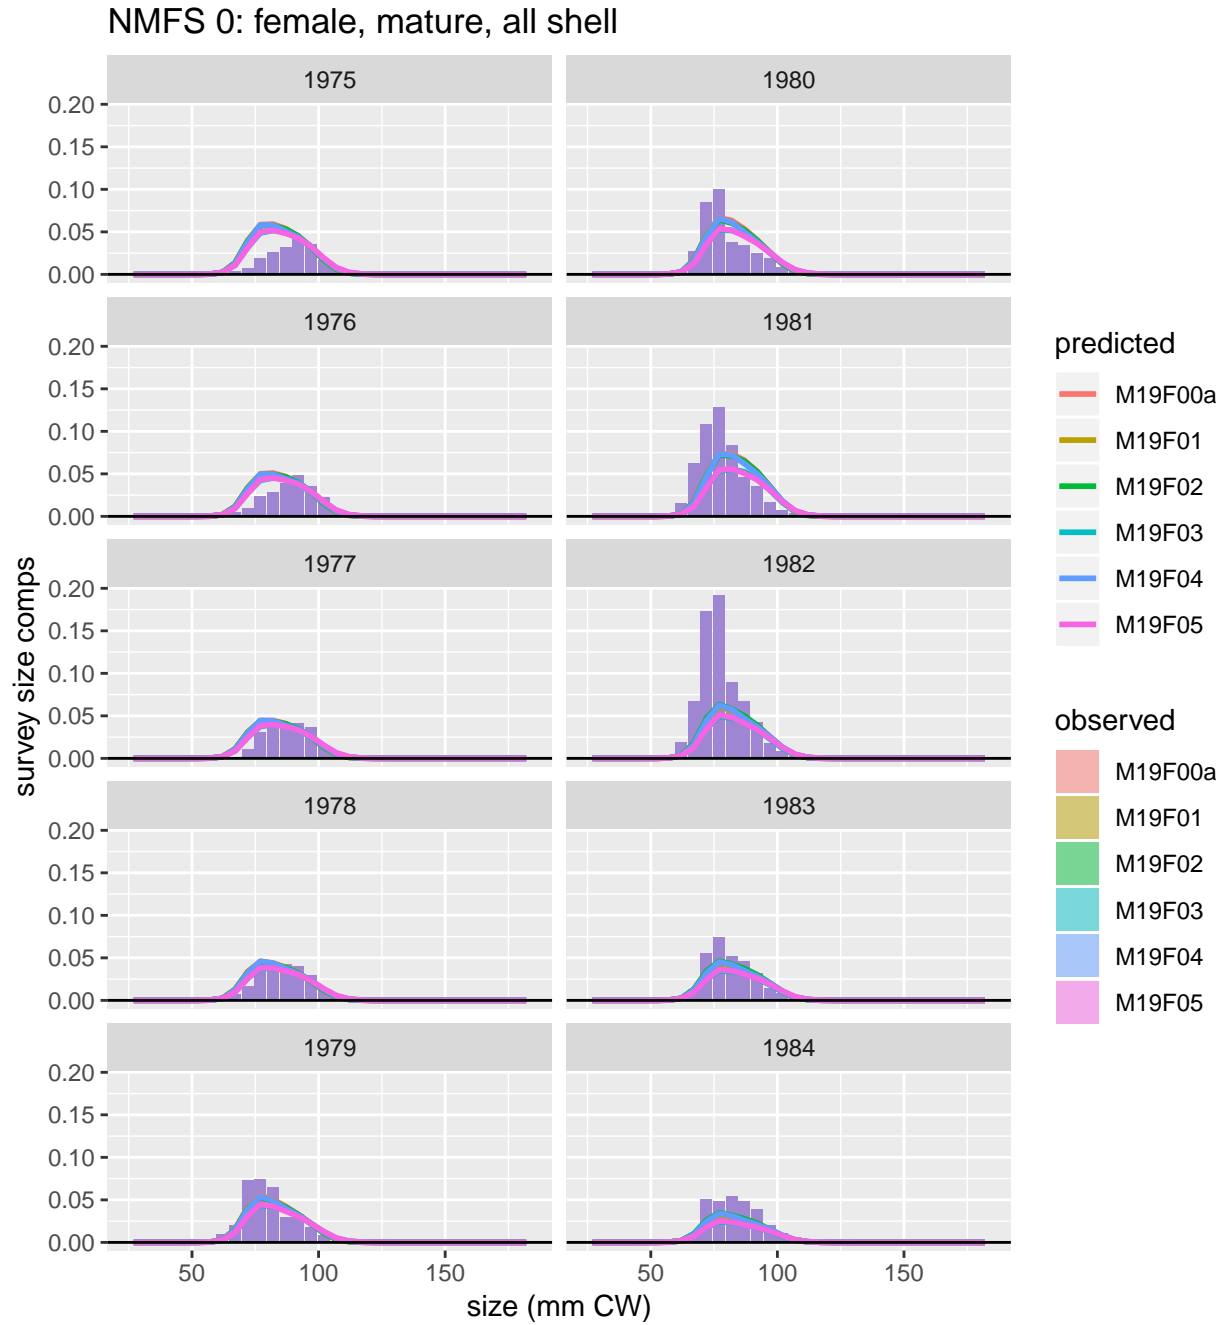 NMFS 0: female, mature, all shell
1975
1980
0.20
0.15
0.10
0.05
0.00
1976
1981
0.20
0.15
0.10
0.05
0.00
1977
1982
0.20
0.15
0.10
0.05
0.00
1978
1983
0.20
0.15
0.10
0.05
0.00
1979
1984
0.20
0.15
0.10
0.05
0.00
50
100
150
50
100
150
size (mm CW)
survey size comps
predicted
M19F00a
M19F01
M19F02
M19F03
M19F04
M19F05
observed
M19F00a
M19F01
M19F02
M19F03
M19F04
M19F05